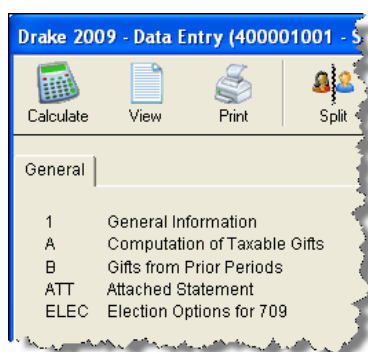 Drake 2009 - Data Entry (400001001 - S
Calculate View Print Split
General
1 General Information
A Computation of Taxable Gifts
B Gifts from Prior Periods
ATT Attached Statement
ELEC Election Options for 709